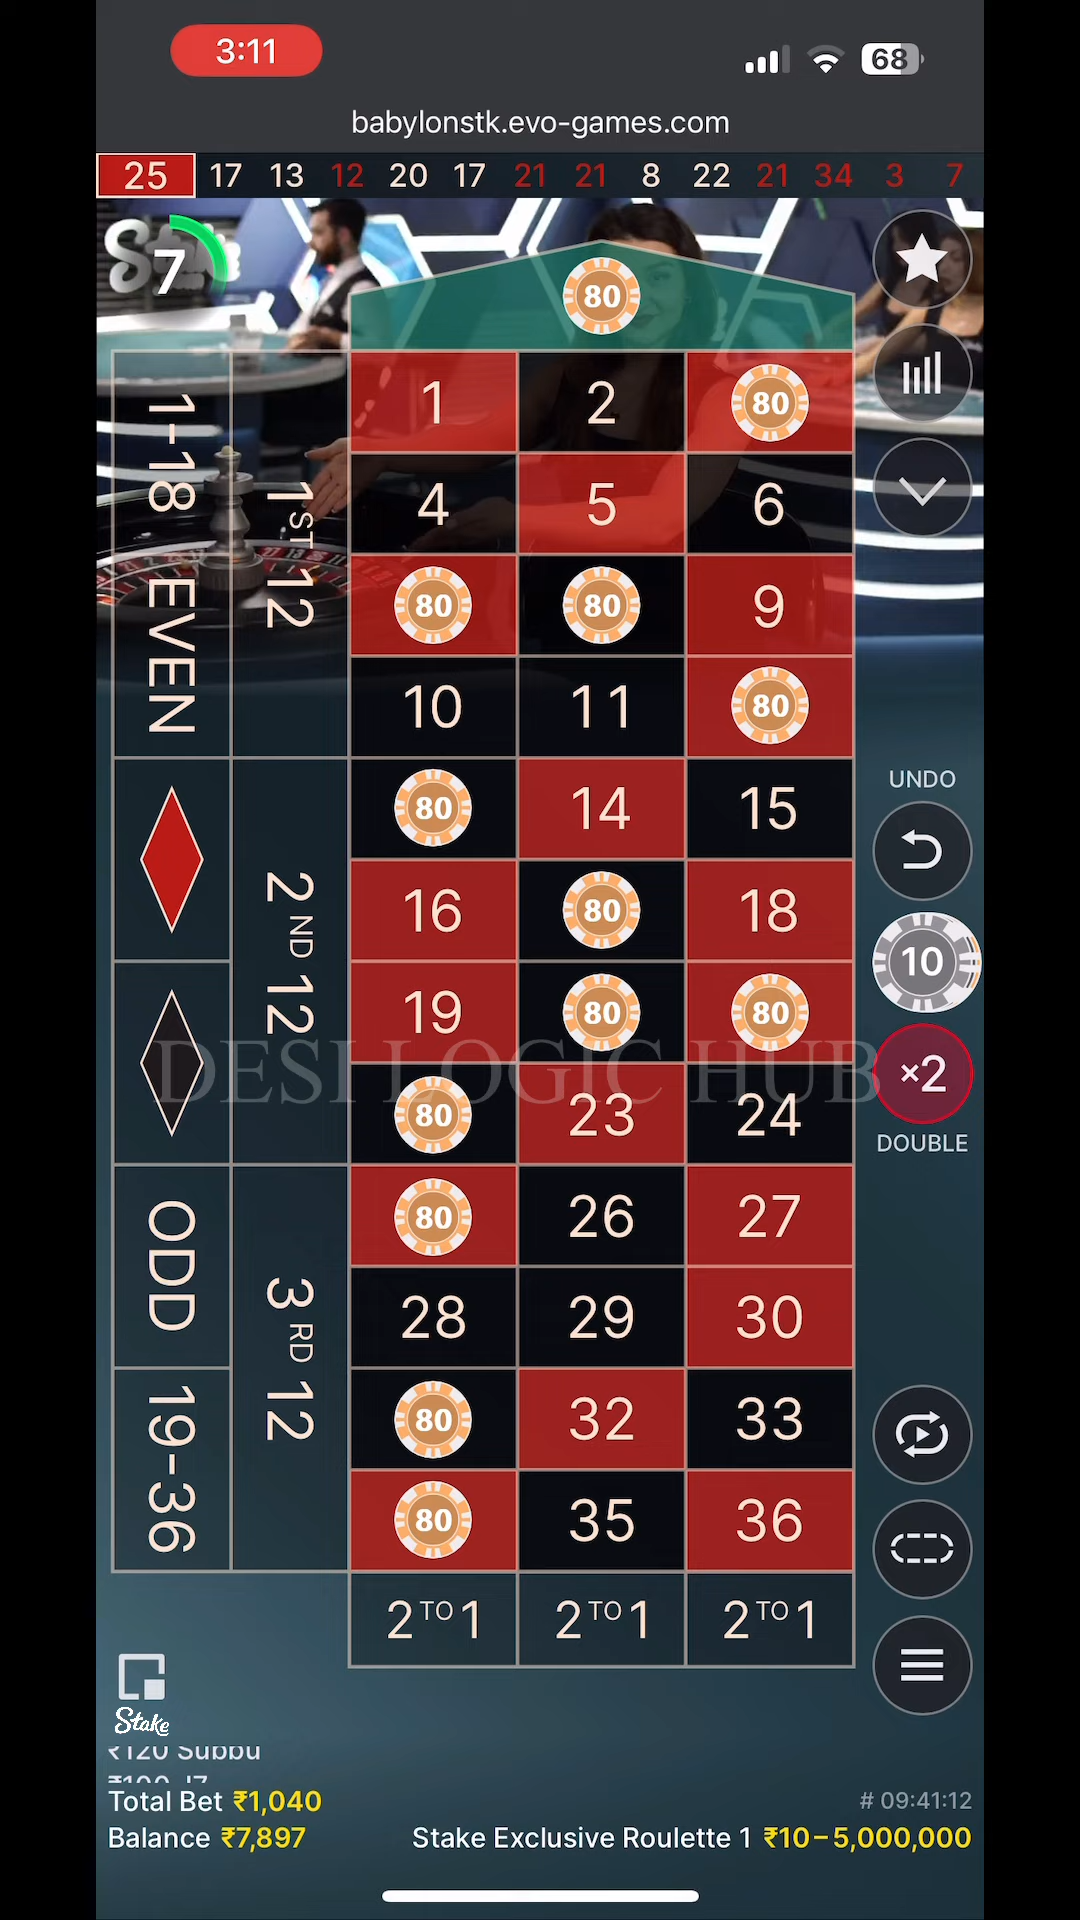 3:11
68
babylonstk.evo-games.com
25 17 13 12 20 17 21 21 8 22 21 34 3 7
7
80
1 2 80
4 5 6
80 80 9
10 11 80
80 14 15
16 80 18
19 80 80
80 23 24
80 26 27
28 29 30
80 32 33
80 35 36
2 TO 1 2 TO 1 2 TO 1
1-18
EVEN
ODD
19-36
1ST 12
2ND 12
3RD 12
UNDO
10
×2
DOUBLE
DESI LOGIC HUB
Stake
₹120 Subbu
Total Bet ₹1,040
# 09:41:12
Balance ₹7,897
Stake Exclusive Roulette 1 ₹10–5,000,000